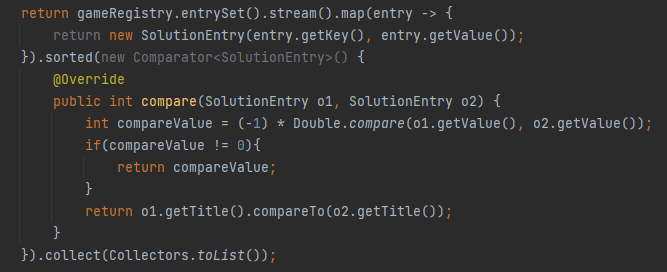 return gameRegistry.entrySet().stream().map(entry -> {
    return new SolutionEntry(entry.getKey(), entry.getValue());
}).sorted(new Comparator<SolutionEntry>() {
    @Override
    public int compare(SolutionEntry o1, SolutionEntry o2) {
        int compareValue = (-1) * Double.compare(o1.getValue(), o2.getValue());
        if(compareValue != 0){
            return compareValue;
        }
        return o1.getTitle().compareTo(o2.getTitle());
    }
}).collect(Collectors.toList());